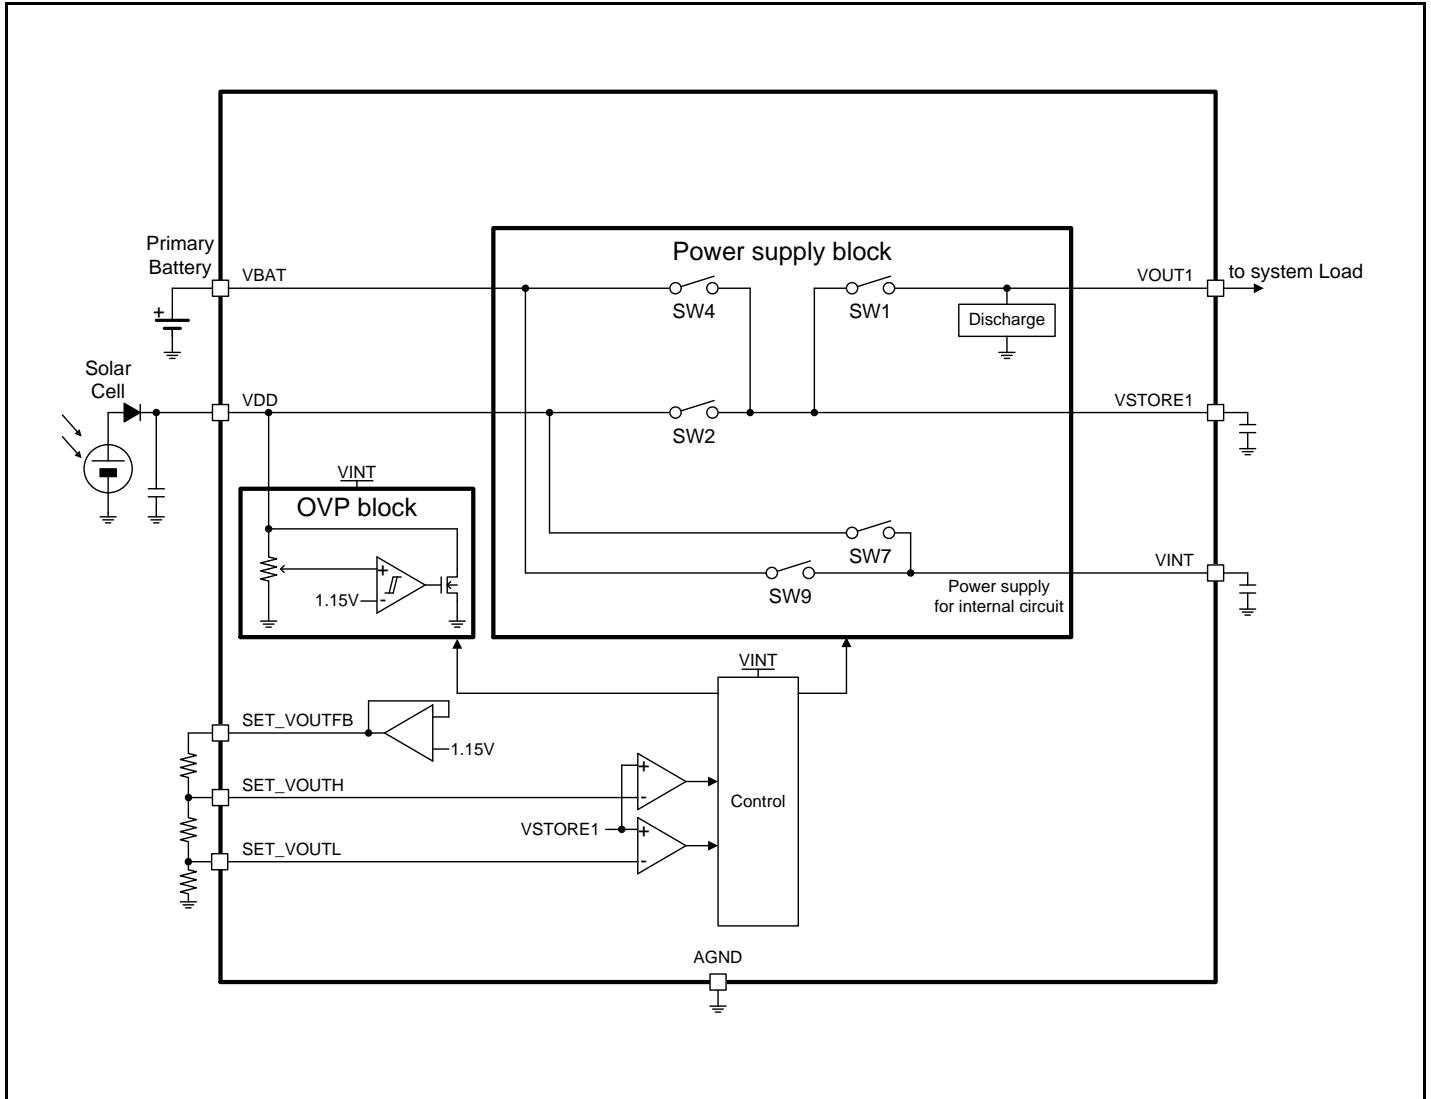 Power supply block
Primary
Battery
VBAT
VOUT1
to system Load
SW4
SW1
Discharge
Solar
Cell
VDD
VSTORE1
SW2
VINT
OVP block
+
1.15V
-
SW7
VINT
SW9
Power supply
for internal circuit
VINT
SET_VOUTFB
1.15V
SET_VOUTH
+
-
Control
VSTORE1
+
SET_VOUTL
-
AGND
+